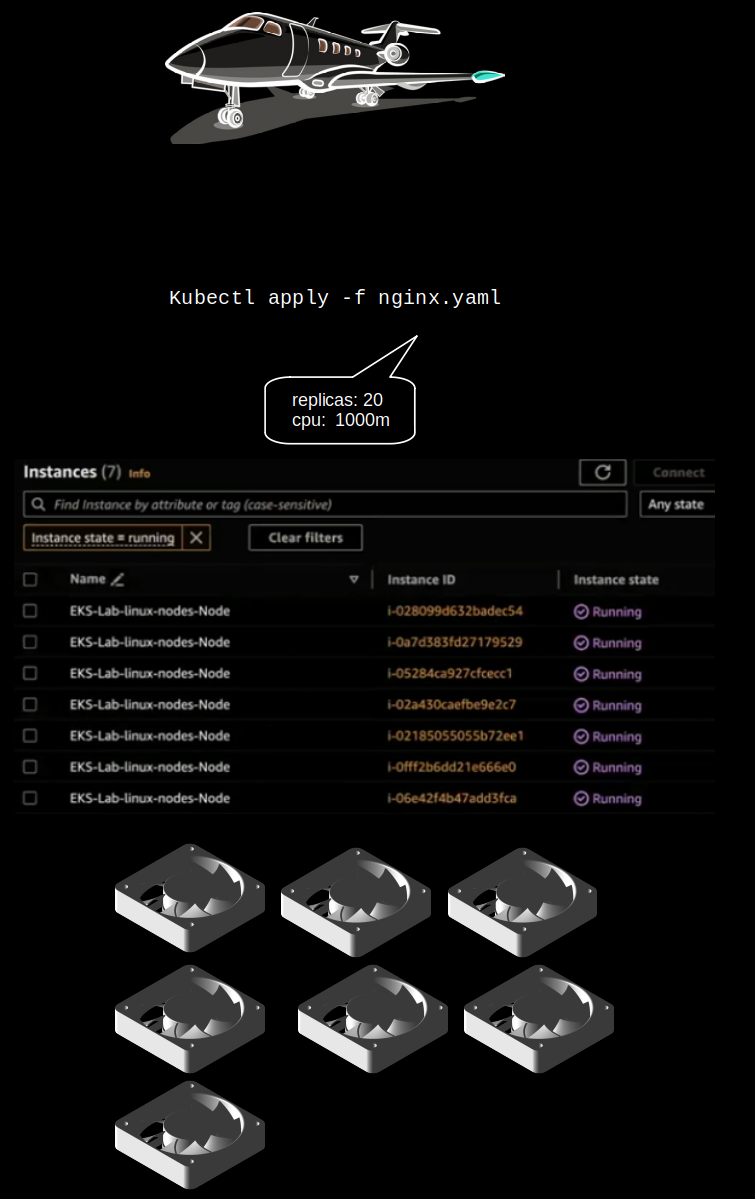 Kubectl apply -f nginx.yaml
replicas: 20
cpu: 1000m
Instances (7) Info
Connect
Find Instance by attribute or tag (case-sensitive)
Any state
Instance state = running
Clear filters
Name Instance ID Instance state
EKS-Lab-linux-nodes-Node i-028099d632badec54 Running
EKS-Lab-linux-nodes-Node i-0a7d383fd27179529 Running
EKS-Lab-linux-nodes-Node i-05284ca927cfcecc1 Running
EKS-Lab-linux-nodes-Node i-02a430caefbe9e2c7 Running
EKS-Lab-linux-nodes-Node i-02185055055b72ee1 Running
EKS-Lab-linux-nodes-Node i-0fff2b6dd21e666e0 Running
EKS-Lab-linux-nodes-Node i-06e42f4b47add3fca Running